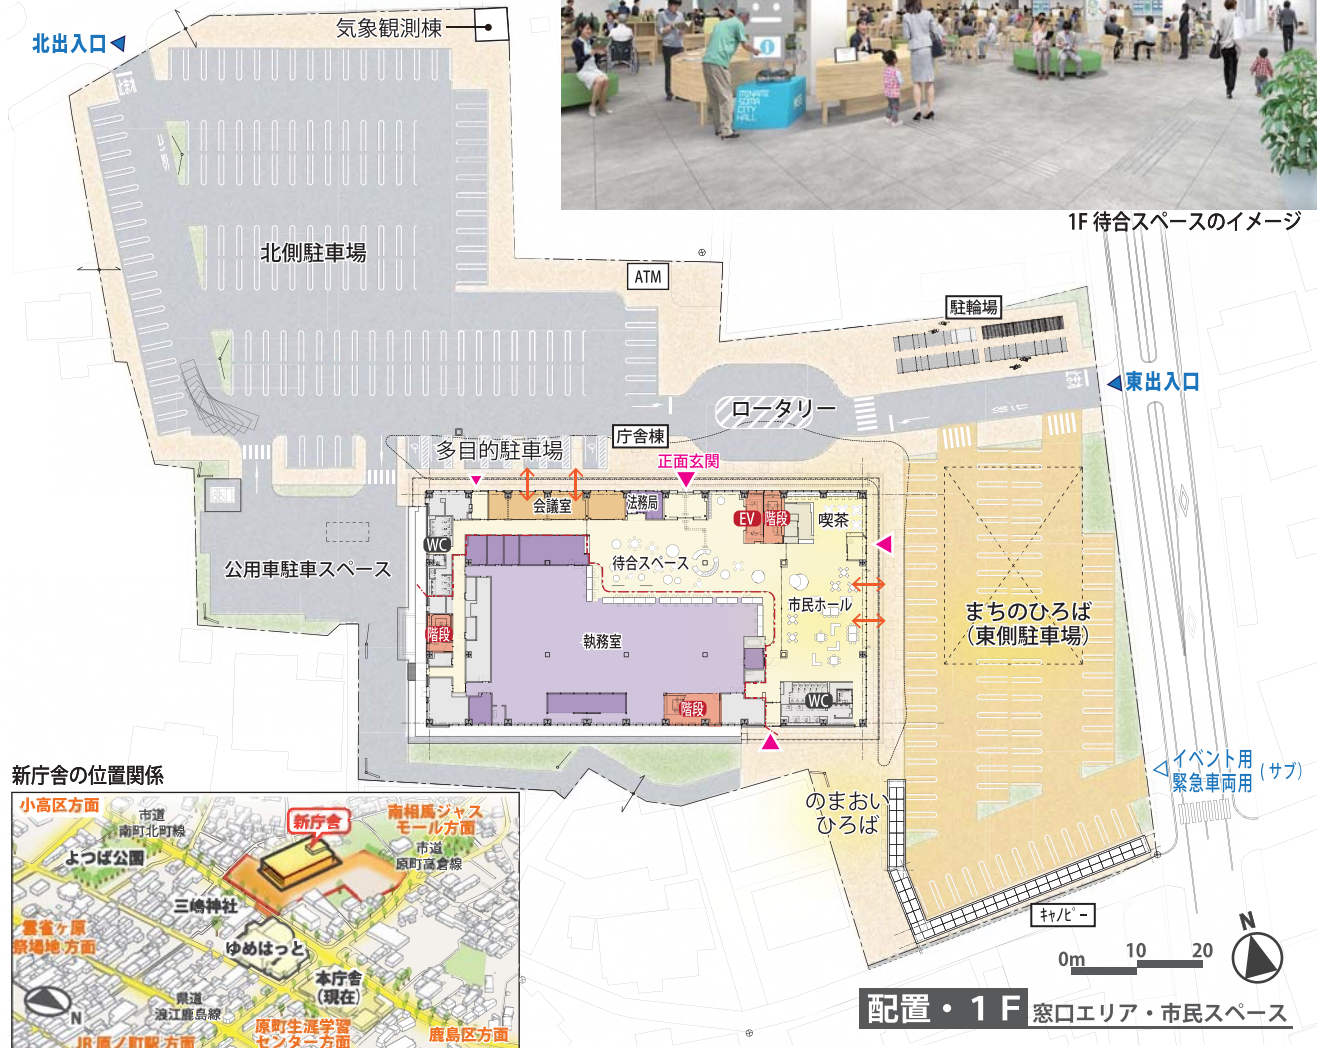 気象観測棟
北出入口
止まれ
MINAMI
SOMA
CITY
HALL
1F 待合スペースのイメージ
北側駐車場
ATM
駐輪場
東出入口
止まれ
ロータリー
庁舎棟
多目的駐車場
正面玄関
会議室
法務局
EV
階段
喫茶
WC
待合スペース
公用車駐車スペース
市民ホール
まちのひろば
(東側駐車場)
階段
執務室
階段
WC
イベント用
緊急車両用
(サブ)
のまおい
ひろば
キャノピー
N
0m 10 20
配置・1F 窓口エリア・市民スペース
新庁舎の位置関係
小高区方面
市道
南町北町線
新庁舎
南相馬ジャス
モール方面
市道
原町高倉線
よつば公園
三嶋神社
雲雀ヶ原
祭場地方面
ゆめはっと
本庁舎
(現在)
県道
浪江鹿島線
N
JR原ノ町駅方面
原町生涯学習
センター方面
鹿島区方面